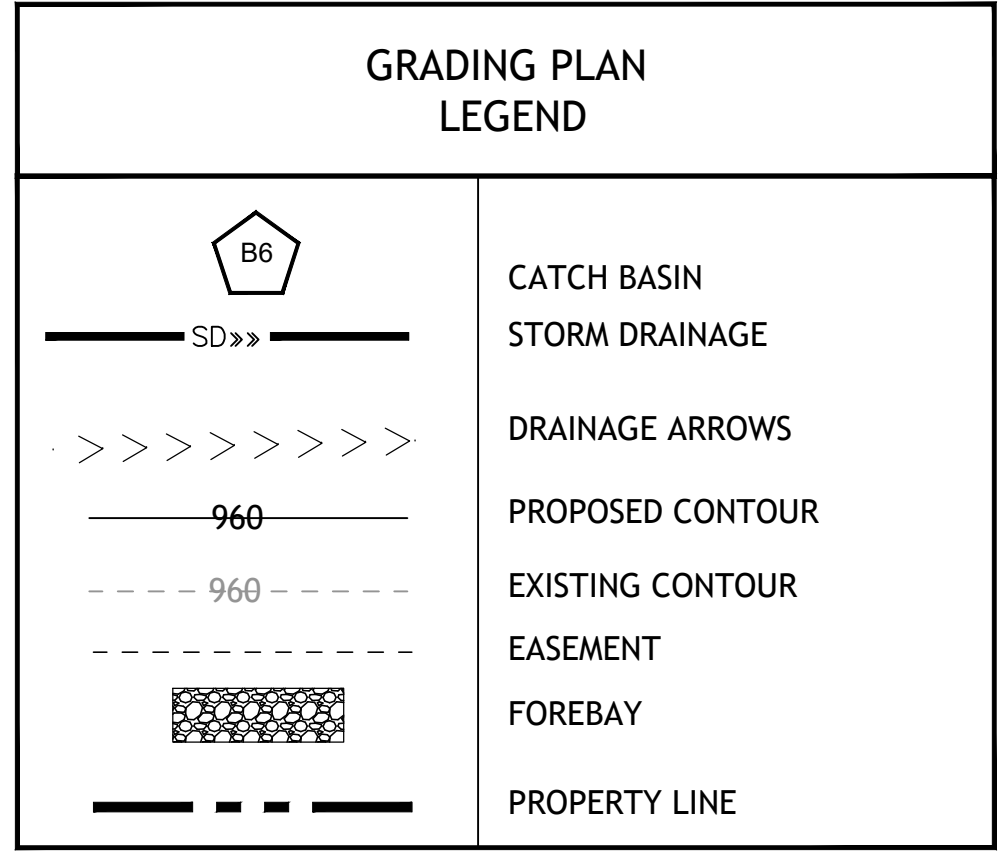 GRADING PLAN
LEGEND
B6
CATCH BASIN
SD»»
STORM DRAINAGE
DRAINAGE ARROWS
960
PROPOSED CONTOUR
960
EXISTING CONTOUR
EASEMENT
FOREBAY
PROPERTY LINE